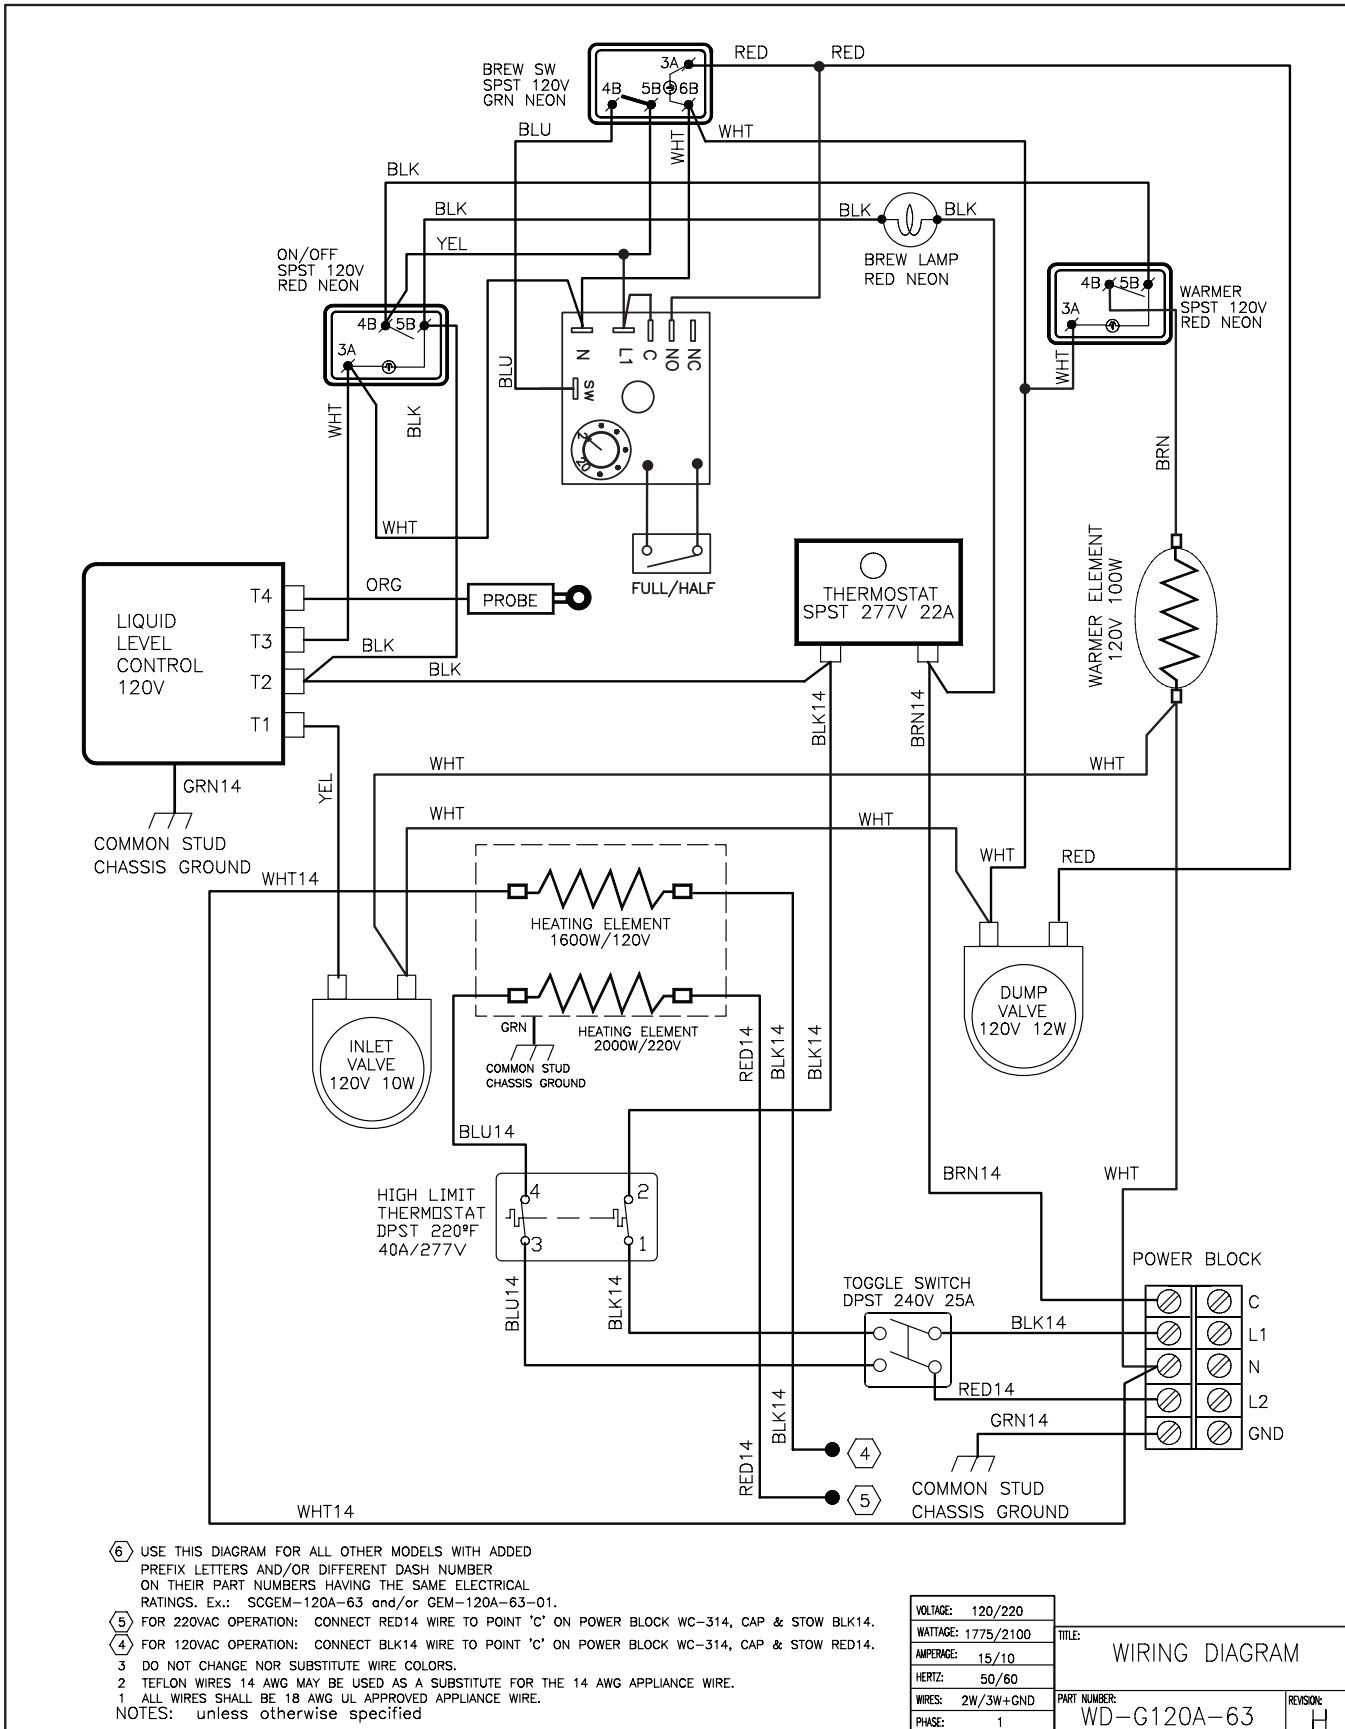 BREW SW
SPST 120V
GRN NEON
3A
4B
5B
6B
RED
RED
BLU
WHT
WHT
BLK
BLK
BLK
BLK
YEL
BREW LAMP
RED NEON
ON/OFF
SPST 120V
RED NEON
4B
5B
3A
4B
5B
3A
WARMER
SPST 120V
RED NEON
N
L1
C
NO
NC
SW
2
20
BLU
WHT
BLK
WHT
WHT
BRN
FULL/HALF
THERMOSTAT
SPST 277V 22A
WARMER ELEMENT
120V 100W
LIQUID
LEVEL
CONTROL
120V
T4
T3
T2
T1
ORG
PROBE
BLK
BLK
BLK14
BRN14
GRN14
YEL
COMMON STUD
CHASSIS GROUND
WHT
WHT
WHT
WHT
WHT
RED
WHT14
HEATING ELEMENT
1600W/120V
HEATING ELEMENT
2000W/220V
GRN
COMMON STUD
CHASSIS GROUND
RED14
BLK14
BLK14
INLET
VALVE
120V 10W
DUMP
VALVE
120V 12W
BLU14
HIGH LIMIT
THERMOSTAT
DPST 220ºF
40A/277V
4
2
3
1
BLU14
BLK14
BRN14
WHT
TOGGLE SWITCH
DPST 240V 25A
POWER BLOCK
C
L1
N
L2
GND
BLK14
RED14
GRN14
BLK14
RED14
4
5
COMMON STUD
CHASSIS GROUND
WHT14
6 USE THIS DIAGRAM FOR ALL OTHER MODELS WITH ADDED
PREFIX LETTERS AND/OR DIFFERENT DASH NUMBER
ON THEIR PART NUMBERS HAVING THE SAME ELECTRICAL
RATINGS. Ex.: SCGEM-120A-63 and/or GEM-120A-63-01.
5 FOR 220VAC OPERATION: CONNECT RED14 WIRE TO POINT 'C' ON POWER BLOCK WC-314, CAP & STOW BLK14.
4 FOR 120VAC OPERATION: CONNECT BLK14 WIRE TO POINT 'C' ON POWER BLOCK WC-314, CAP & STOW RED14.
3 DO NOT CHANGE NOR SUBSTITUTE WIRE COLORS.
2 TEFLON WIRES 14 AWG MAY BE USED AS A SUBSTITUTE FOR THE 14 AWG APPLIANCE WIRE.
1 ALL WIRES SHALL BE 18 AWG UL APPROVED APPLIANCE WIRE.
NOTES: unless otherwise specified
VOLTAGE: 120/220
WATTAGE: 1775/2100
AMPERAGE: 15/10
HERTZ: 50/60
WIRES: 2W/3W+GND
PHASE: 1
TITLE:
WIRING DIAGRAM
PART NUMBER:
WD-G120A-63
REVISION:
H